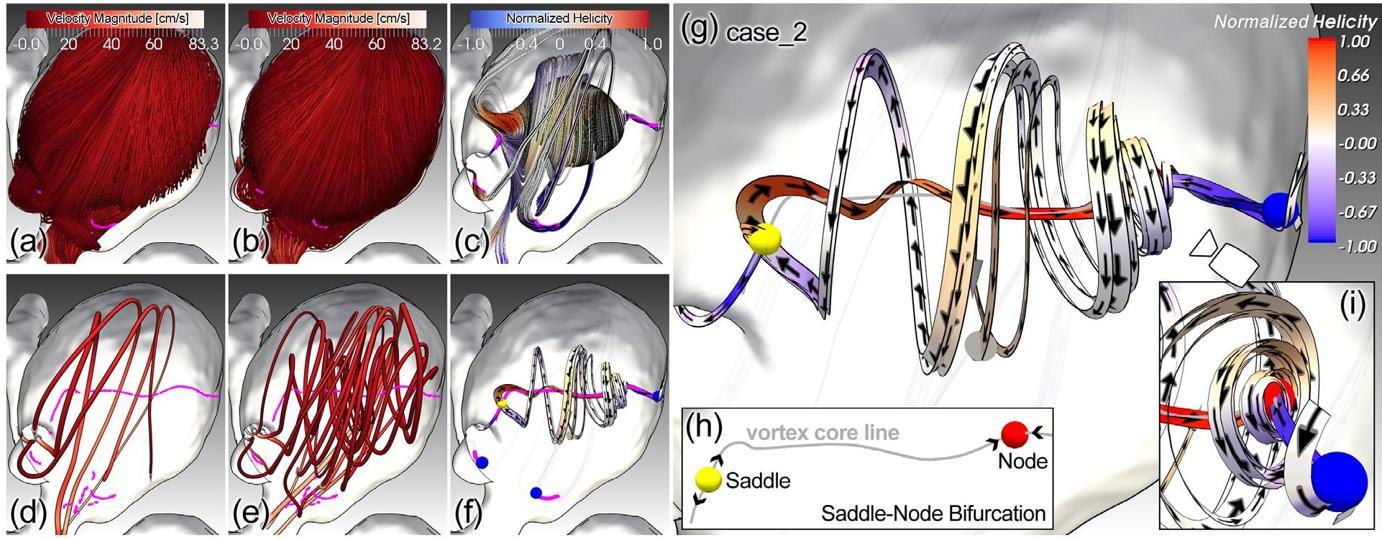 Velocity Magnitude [cm/s]
-0.0 20 40 60 83.3
(a)
Velocity Magnitude [cm/s]
-0.0 20 40 60 83.2
(b)
Normalized Helicity
-1.0 -0.4 0 0.4 1.0
(c)
(d)
(e)
(f)
(g) case_2
Normalized Helicity
1.00
0.66
0.33
-0.00
-0.33
-0.67
-1.00
(h)
vortex core line
Saddle
Node
Saddle-Node Bifurcation
(i)